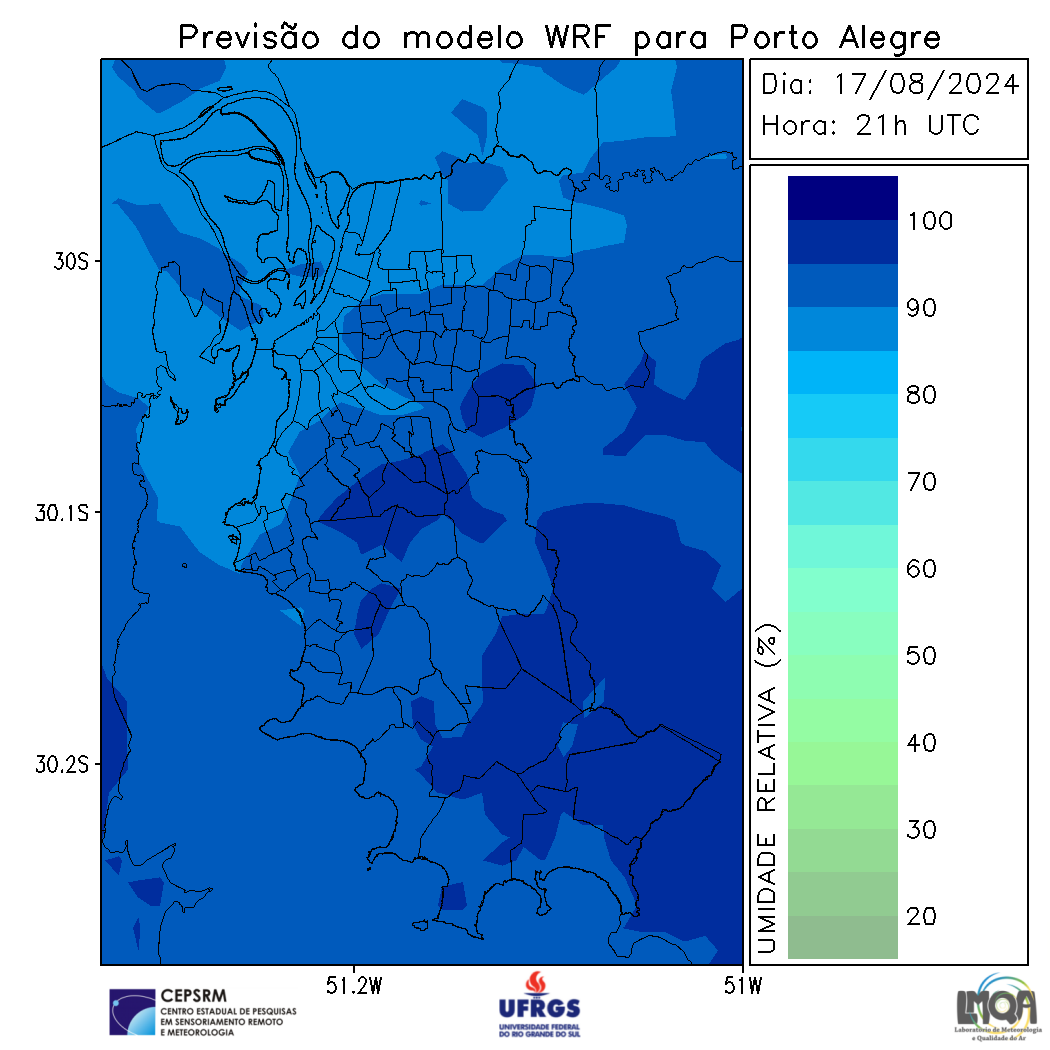 Previsão do modelo WRF para Porto Alegre
Dia: 17/08/2024
Hora: 21h UTC
30S
30.1S
30.2S
51.2W
51W
100
90
80
70
60
50
40
30
20
UMIDADE RELATIVA (%)
CEPSRM
CENTRO ESTADUAL DE PESQUISAS
EM SENSORIAMENTO REMOTO
E METEOROLOGIA
UFRGS
UNIVERSIDADE FEDERAL
DO RIO GRANDE DO SUL
LMQA
Laboratório de Meteorologia
e Qualidade do Ar